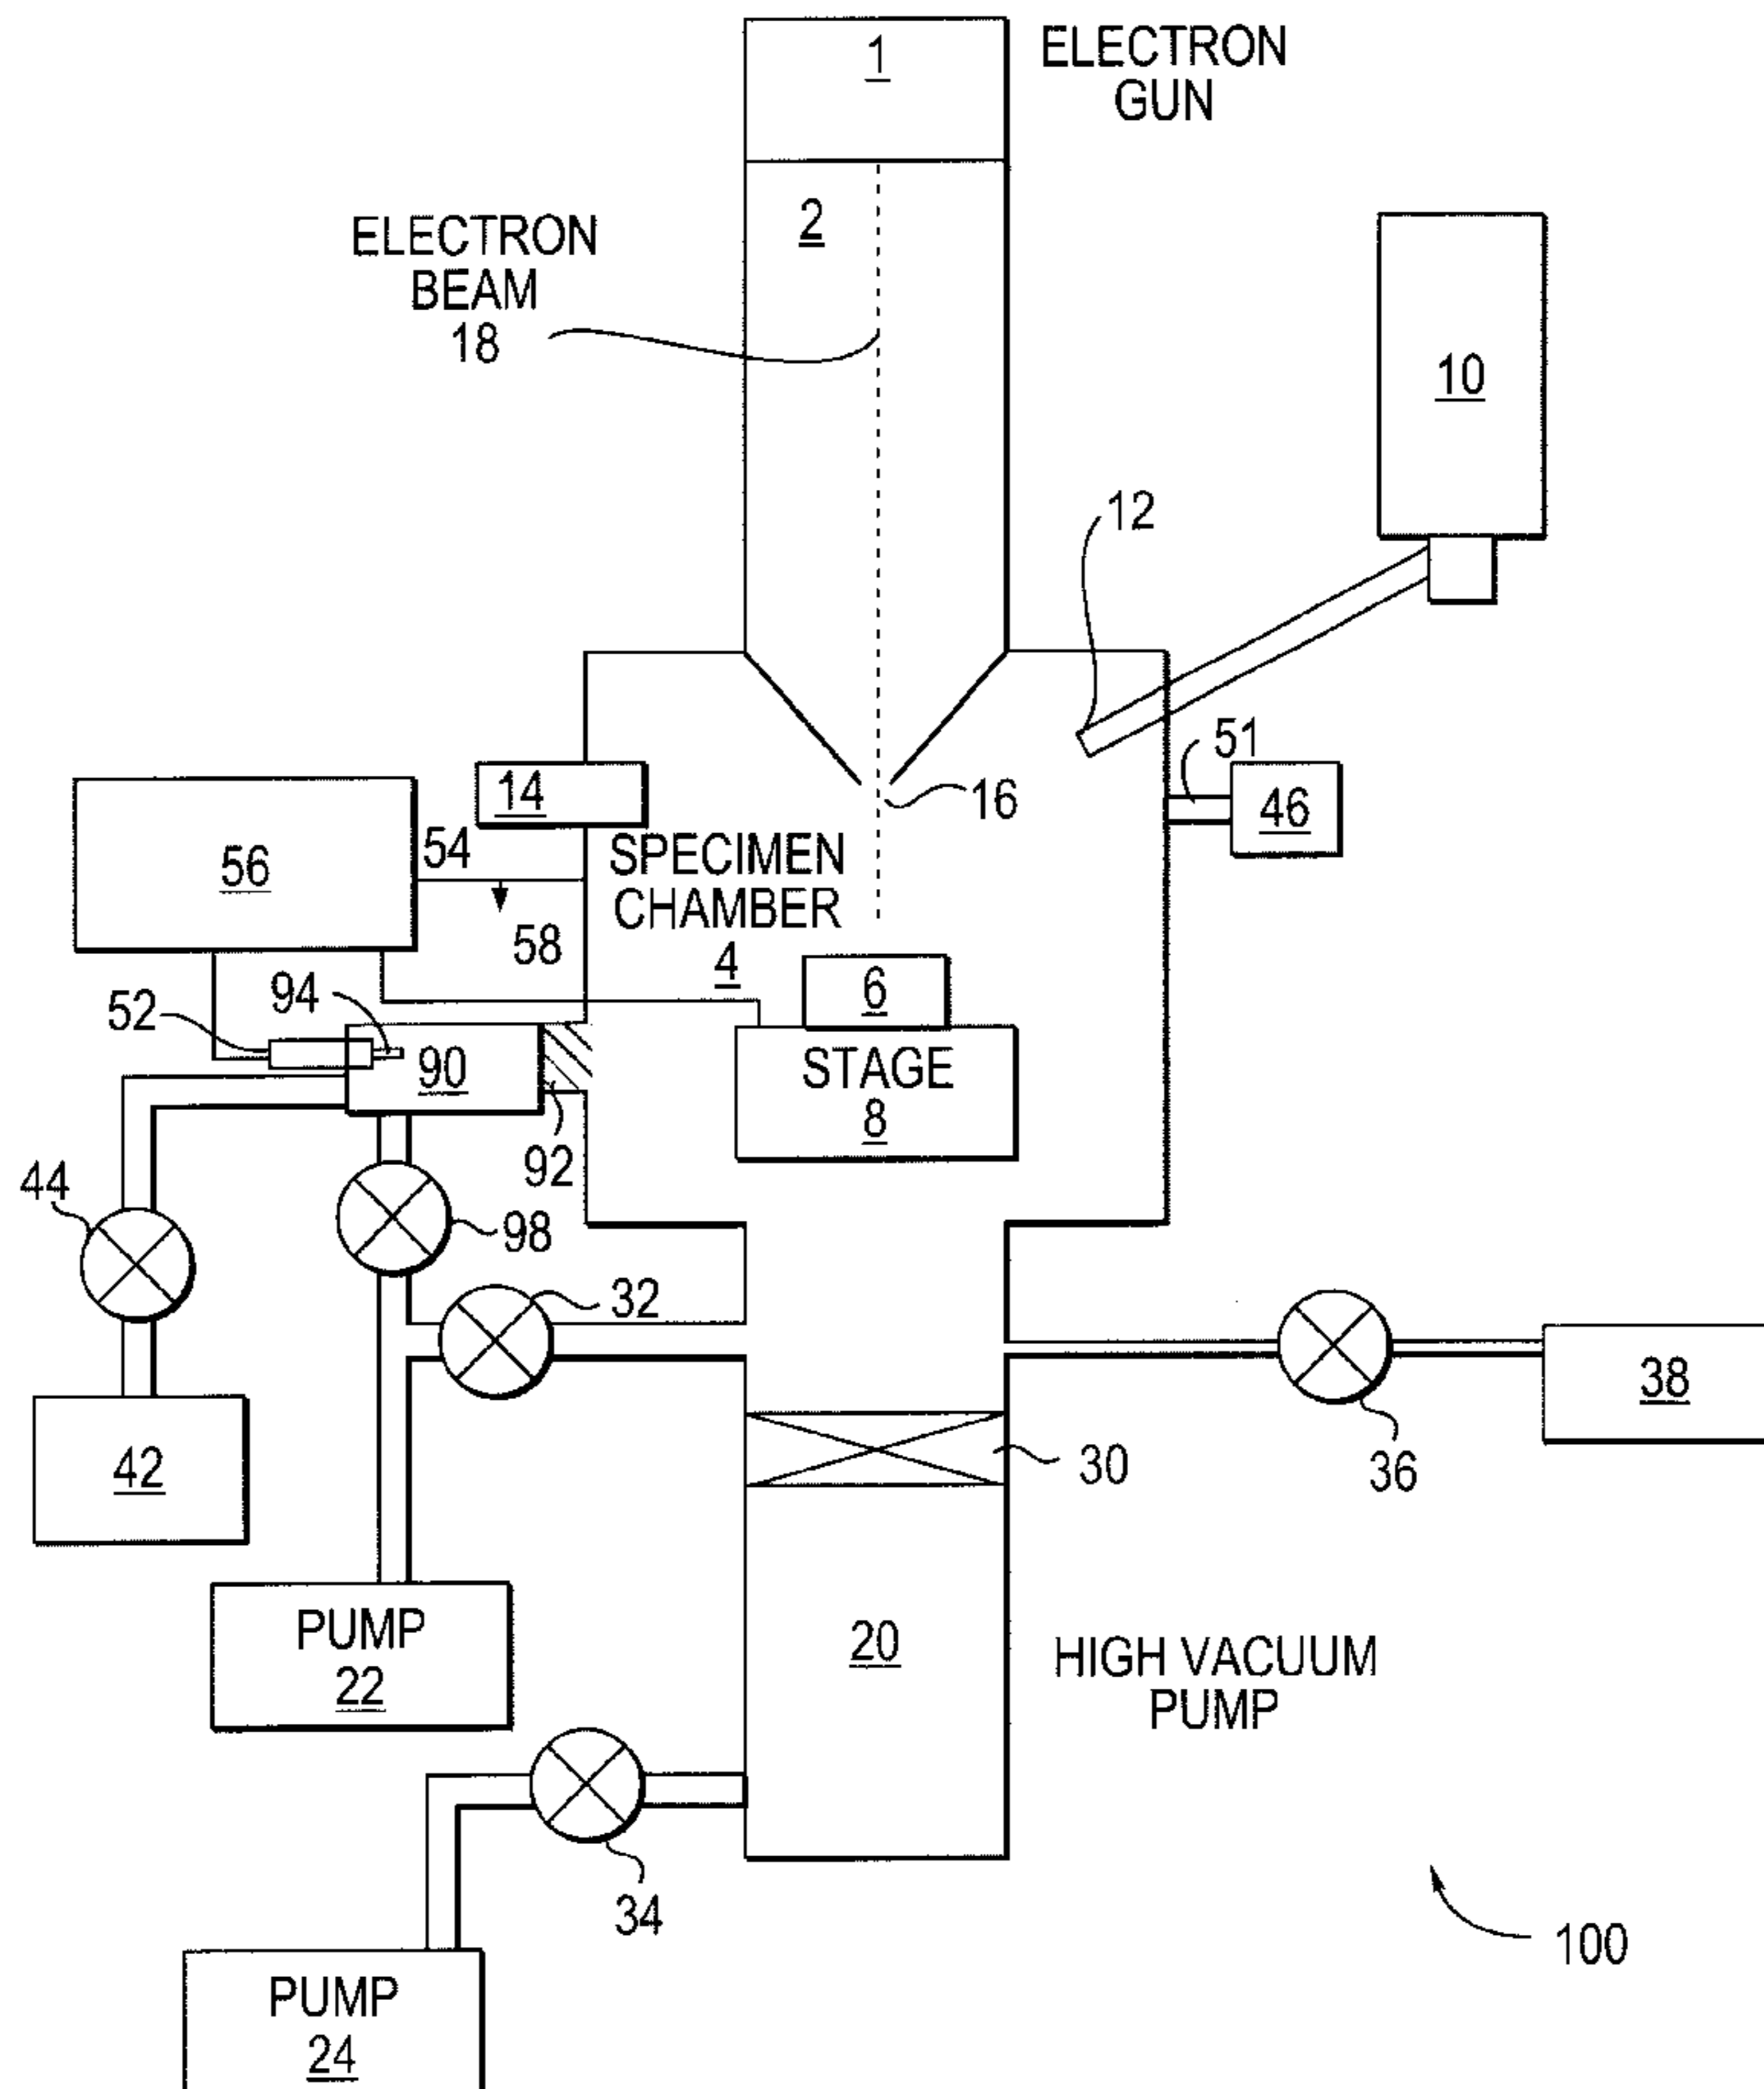 1
ELECTRON
GUN
2
ELECTRON
BEAM
18
10
12
51
14
16
46
56
54
SPECIMEN
CHAMBER
4
58
94
6
52
90
STAGE
8
92
44
98
32
38
42
30
36
PUMP
22
20
HIGH VACUUM
PUMP
34
100
PUMP
24